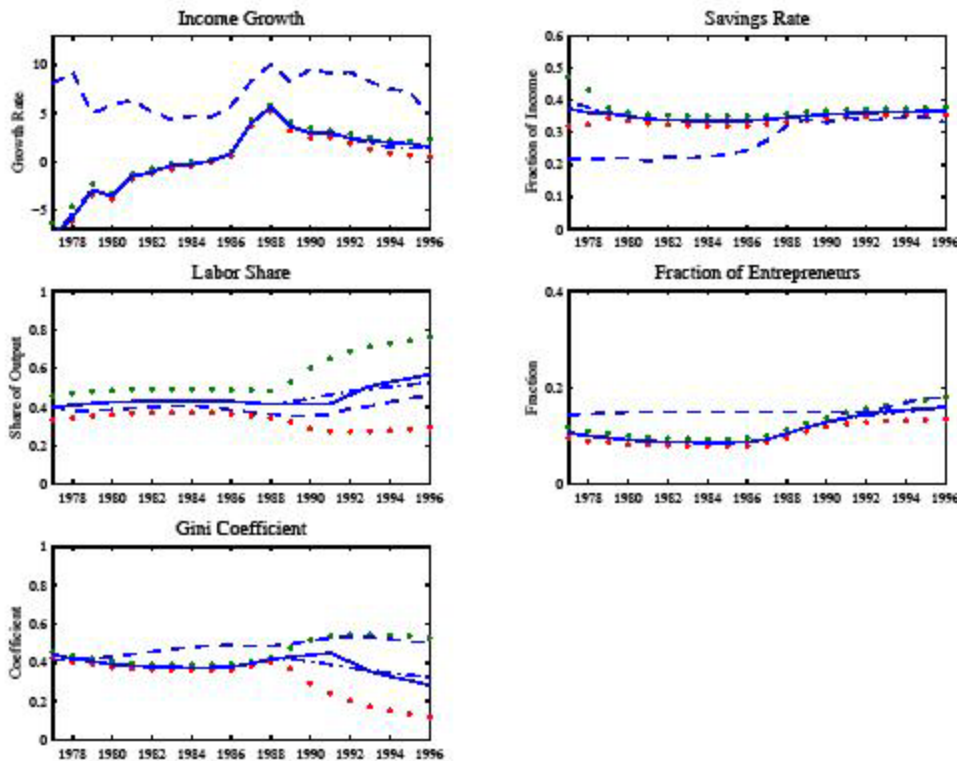 Income Growth
Growth Rate
10
5
0
−5
1978 1980 1982 1984 1986 1988 1990 1992 1994 1996
Savings Rate
Fraction of Income
0.6
0.5
0.4
0.3
0.2
0.1
0
1978 1980 1982 1984 1986 1988 1990 1992 1994 1996
Labor Share
Share of Output
1
0.8
0.6
0.4
0.2
0
1978 1980 1982 1984 1986 1988 1990 1992 1994 1996
Fraction of Entrepreneurs
Fraction
0.4
0.2
0
1978 1980 1982 1984 1986 1988 1990 1992 1994 1996
Gini Coefficient
Coefficient
1
0.8
0.6
0.4
0.2
0
1978 1980 1982 1984 1986 1988 1990 1992 1994 1996